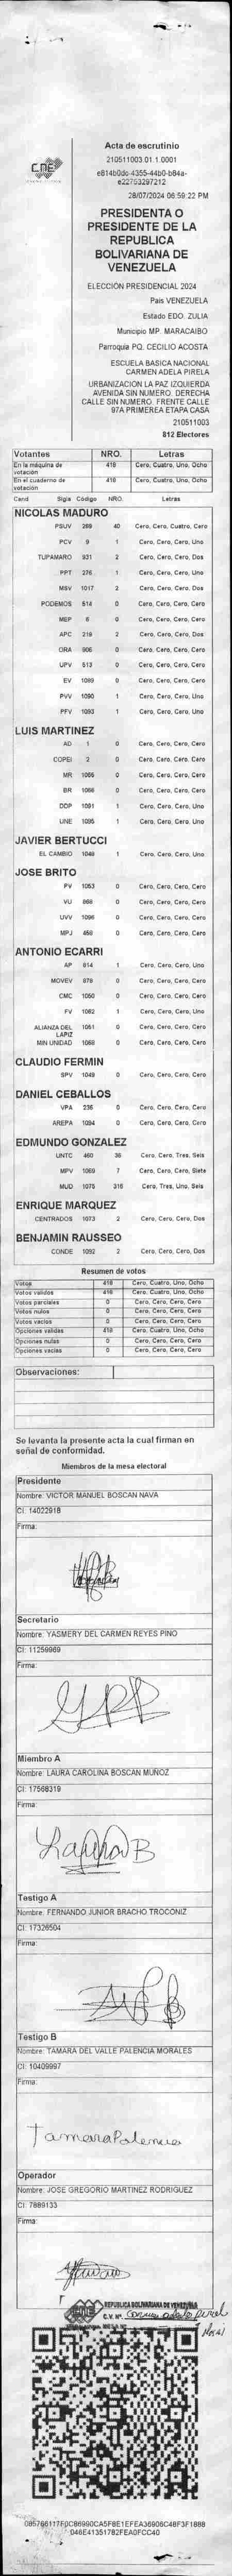 CNE
Acta de escrutinio
210511003.01.1.0001
e814b0dc-4355-44b0-b84a-
e22753297212
28/07/2024 06:59:22 PM
PRESIDENTA O
PRESIDENTE DE LA
REPUBLICA
BOLIVARIANA DE
VENEZUELA
ELECCIÓN PRESIDENCIAL 2024
País VENEZUELA
Estado EDO. ZULIA
Municipio MP. MARACAIBO
Parroquia PQ. CECILIO ACOSTA
ESCUELA BASICA NACIONAL
CARMEN ADELA PIRELA
URBANIZACION LA PAZ IZQUIERDA
AVENIDA SIN NUMERO. DERECHA
CALLE SIN NUMERO. FRENTE CALLE
97A PRIMEREA ETAPA CASA
210511003
812 Electores
Votantes NRO. Letras
En la máquina de votación 418 Cero, Cuatro, Uno, Ocho
En el cuaderno de votación 418 Cero, Cuatro, Uno, Ocho
Cand Sigla Código NRO. Letras
NICOLAS MADURO
PSUV 299 40 Cero, Cero, Cuatro, Cero
PCV 9 1 Cero, Cero, Cero, Uno
TUPAMARO 931 2 Cero, Cero, Cero, Dos
PPT 276 1 Cero, Cero, Cero, Uno
MSV 1017 2 Cero, Cero, Cero, Dos
PODEMOS 514 0 Cero, Cero, Cero, Cero
MEP 6 0 Cero, Cero, Cero, Cero
APC 219 2 Cero, Cero, Cero, Dos
ORA 906 0 Cero, Cero, Cero, Cero
UPV 513 0 Cero, Cero, Cero, Cero
EV 1089 0 Cero, Cero, Cero, Cero
PVV 1090 1 Cero, Cero, Cero, Uno
PFV 1093 1 Cero, Cero, Cero, Uno
LUIS MARTINEZ
AD 1 0 Cero, Cero, Cero, Cero
COPEI 2 0 Cero, Cero, Cero, Cero
MR 0 Cero, Cero, Cero, Cero
BR 1066 0 Cero, Cero, Cero, Cero
DDP 1091 1 Cero, Cero, Cero, Uno
UNE 1095 1 Cero, Cero, Cero, Uno
JAVIER BERTUCCI
EL CAMBIO 1048 1 Cero, Cero, Cero, Uno
JOSE BRITO
PV 1053 0 Cero, Cero, Cero, Cero
VU 868 0 Cero, Cero, Cero, Cero
UVV 1096 0 Cero, Cero, Cero, Cero
MPJ 458 0 Cero, Cero, Cero, Cero
ANTONIO ECARRI
AP 614 1 Cero, Cero, Cero, Uno
MOVEV 878 0 Cero, Cero, Cero, Cero
CMC 1050 0 Cero, Cero, Cero, Cero
FV 1062 1 Cero, Cero, Cero, Uno
ALIANZA DEL LAPIZ 1061 0 Cero, Cero, Cero, Cero
MIN UNIDAD 1068 0 Cero, Cero, Cero, Cero
CLAUDIO FERMIN
SPV 1049 0 Cero, Cero, Cero, Cero
DANIEL CEBALLOS
VPA 235 0 Cero, Cero, Cero, Cero
AREPA 1094 0 Cero, Cero, Cero, Cero
EDMUNDO GONZALEZ
UNTC 460 36 Cero, Cero, Tres, Seis
MPV 1069 7 Cero, Cero, Cero, Siete
MUD 1075 316 Cero, Tres, Uno, Seis
ENRIQUE MARQUEZ
CENTRADOS 1073 2 Cero, Cero, Cero, Dos
BENJAMIN RAUSSEO
CONDE 1092 2 Cero, Cero, Cero, Dos
Resumen de votos
Votos 418 Cero, Cuatro, Uno, Ocho
Votos válidos 418 Cero, Cuatro, Uno, Ocho
Votos parciales 0 Cero, Cero, Cero, Cero
Votos nulos 0 Cero, Cero, Cero, Cero
Votos vacíos 0 Cero, Cero, Cero, Cero
Opciones válidas 418 Cero, Cuatro, Uno, Ocho
Opciones nulas 0 Cero, Cero, Cero, Cero
Opciones vacías 0 Cero, Cero, Cero, Cero
Observaciones:
Se levanta la presente acta la cual firman en
señal de conformidad.
Miembros de la mesa electoral
Presidente
Nombre: VICTOR MANUEL BOSCAN NAVA
CI: 14022918
Firma:
Secretario
Nombre: YASMERY DEL CARMEN REYES PINO
CI: 11259969
Firma:
Miembro A
Nombre: LAURA CAROLINA BOSCAN MUÑOZ
CI: 17568319
Firma:
Testigo A
Nombre: FERNANDO JUNIOR BRACHO TROCONIZ
CI: 17326504
Firma:
Testigo B
Nombre: TAMARA DEL VALLE PALENCIA MORALES
CI: 10409997
Firma:
Tamara Palencia
Operador
Nombre: JOSE GREGORIO MARTINEZ RODRIGUEZ
CI: 7889133
Firma:
REPUBLICA BOLIVARIANA DE VENEZUELA
CNE C.V. Nº. Carmen Adela Pirela
MESA Nº